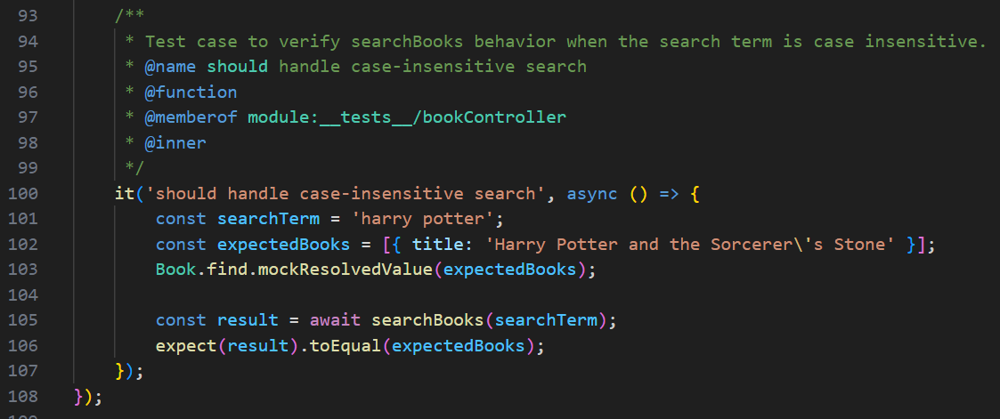 93 /**
94 * Test case to verify searchBooks behavior when the search term is case insensitive.
95 * @name should handle case-insensitive search
96 * @function
97 * @memberof module:__tests__/bookController
98 * @inner
99 */
100 it('should handle case-insensitive search', async () => {
101 const searchTerm = 'harry potter';
102 const expectedBooks = [{ title: 'Harry Potter and the Sorcerer\'s Stone' }];
103 Book.find.mockResolvedValue(expectedBooks);
104
105 const result = await searchBooks(searchTerm);
106 expect(result).toEqual(expectedBooks);
107 });
108 });